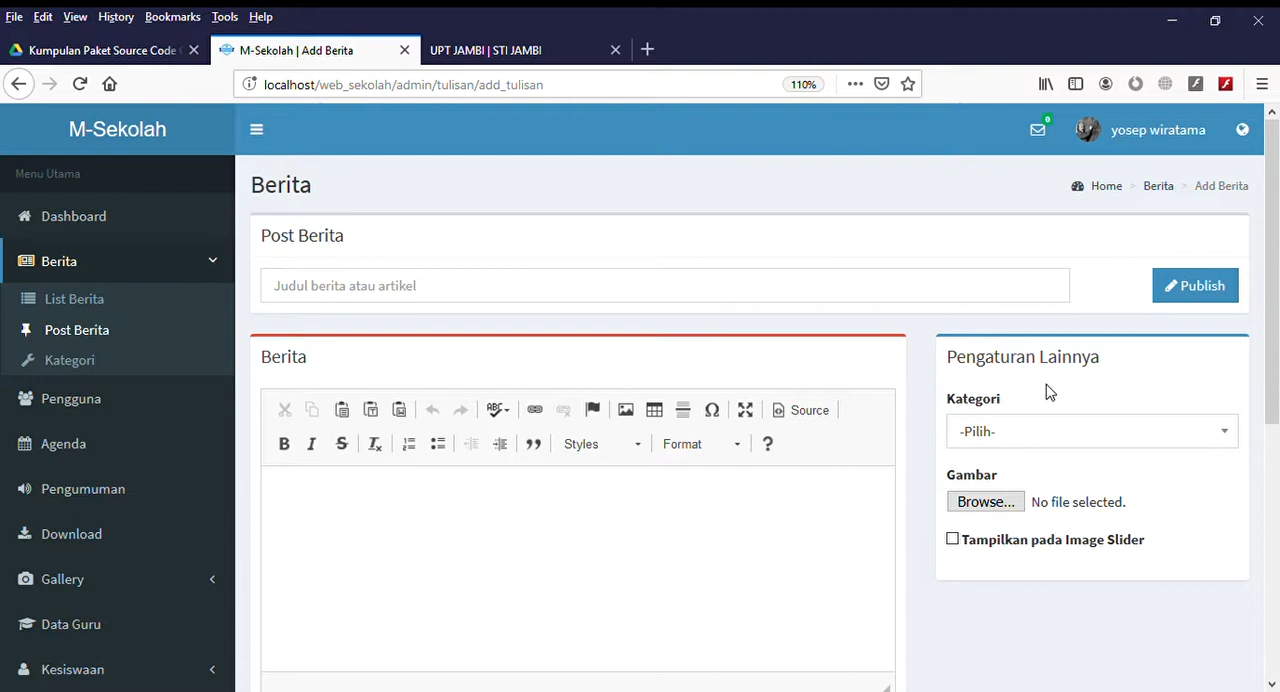 File Edit View History Bookmarks Tools Help
Kumpulan Paket Source Code
M-Sekolah | Add Berita
UPT JAMBI | STI JAMBI
localhost/web_sekolah/admin/tulisan/add_tulisan
110%
M-Sekolah
0
yosep wiratama
Menu Utama
Berita
Home > Berita > Add Berita
Dashboard
Post Berita
Berita
Judul berita atau artikel
Publish
List Berita
Post Berita
Kategori
Berita
Pengaturan Lainnya
Pengguna
Kategori
ABC
Source
-Pilih-
Agenda
B I S Tx
Styles
Format
?
Pengumuman
Gambar
Browse... No file selected.
Download
Tampilkan pada Image Slider
Gallery
Data Guru
Kesiswaan